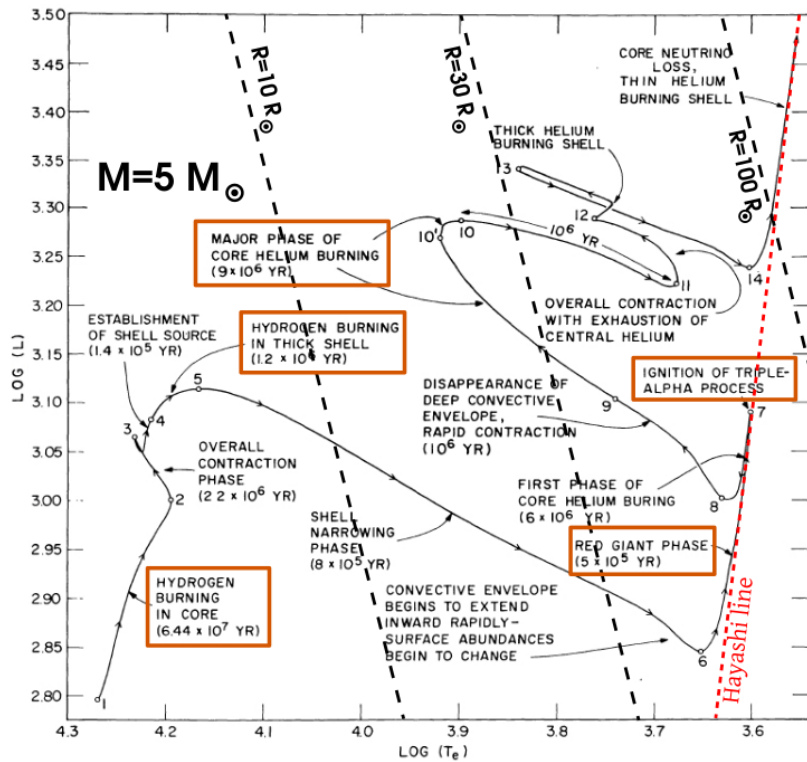 3.50
3.45
3.40
3.35
3.30
3.25
3.20
3.15
3.10
3.05
3.00
2.95
2.90
2.85
2.80
LOG (L)
4.3
4.2
4.1
4.0
3.9
3.8
3.7
3.6
LOG (Te)
M=5 M⊙
R=10 R⊙
R=30 R⊙
R=100 R⊙
CORE NEUTRINO
LOSS,
THIN HELIUM
BURNING SHELL
THICK HELIUM
BURNING SHELL
13
12
10'
10
10⁶ YR
11
14
MAJOR PHASE OF
CORE HELIUM BURNING
(9 x 10⁶ YR)
OVERALL CONTRACTION
WITH EXHAUSTION OF
CENTRAL HELIUM
ESTABLISHMENT
OF SHELL SOURCE
(1.4 x 10⁵ YR)
HYDROGEN BURNING
IN THICK SHELL
(1.2 x 10 YR)
IGNITION OF TRIPLE-
ALPHA PROCESS
5
4
3
9
7
DISAPPEARANCE OF
DEEP CONVECTIVE
ENVELOPE,
RAPID CONTRACTION
(10⁶ YR)
OVERALL
CONTRACTION
PHASE
(2.2 x 10⁶ YR)
2
8
FIRST PHASE OF
CORE HELIUM BURING
(6 x 10⁶ YR)
SHELL
NARROWING
PHASE
(8 x 10⁵ YR)
RED GIANT PHASE
(5 x 10⁵ YR)
HYDROGEN
BURNING
IN CORE
(6.44 x 10⁷ YR)
CONVECTIVE ENVELOPE
BEGINS TO EXTEND
INWARD RAPIDLY-
SURFACE ABUNDANCES
BEGIN TO CHANGE
6
1
Hayashi line